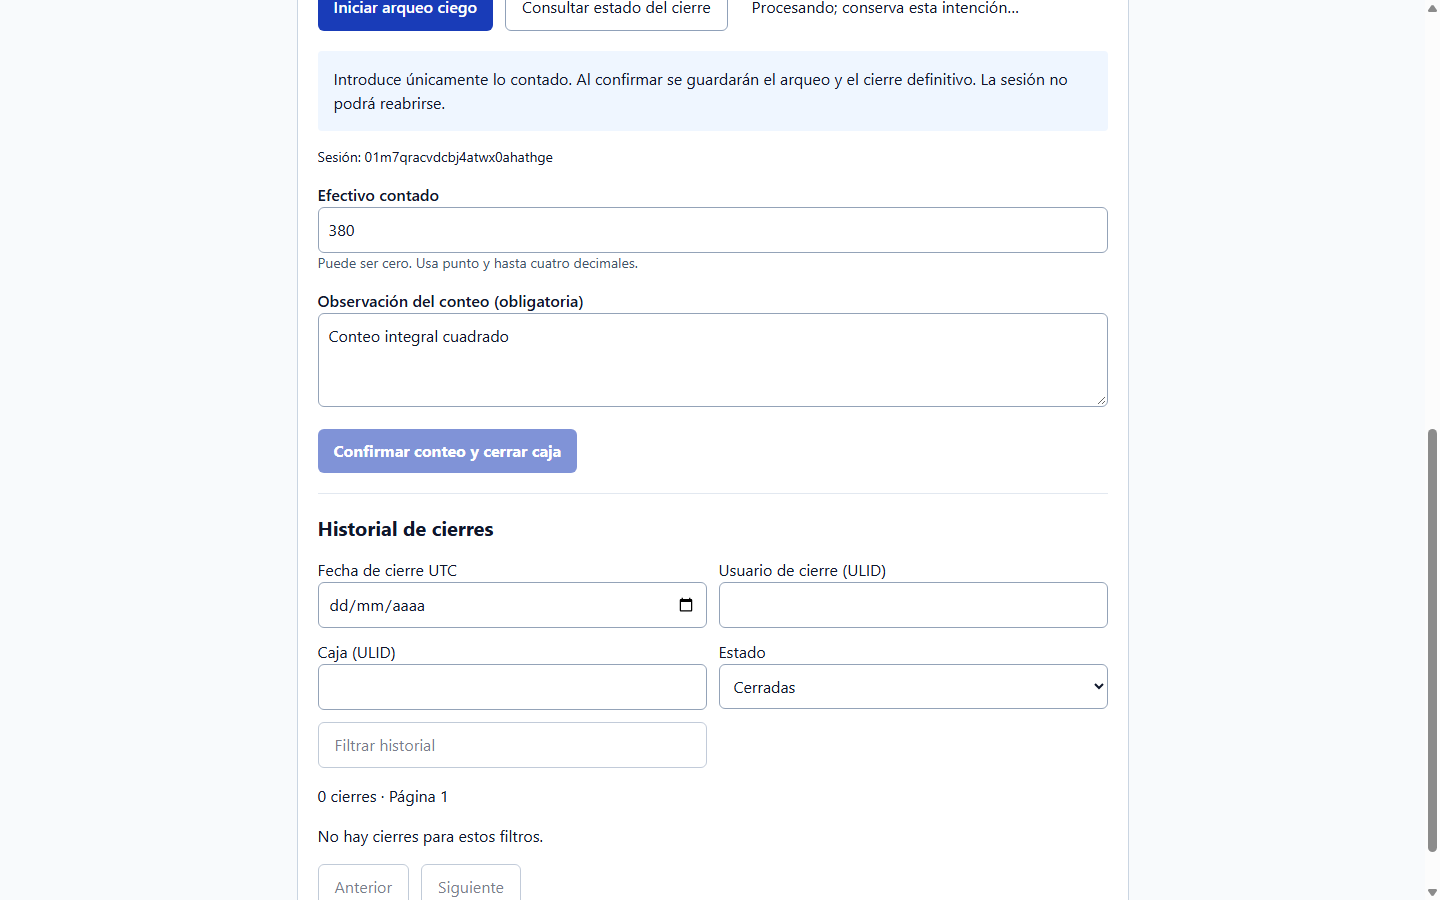 Iniciar arqueo ciego
Consultar estado del cierre
Procesando; conserva esta intención...
Introduce únicamente lo contado. Al confirmar se guardarán el arqueo y el cierre definitivo. La sesión no
podrá reabrirse.
Sesión: 01m7qracvdcbj4atwx0ahathge
Efectivo contado
380
Puede ser cero. Usa punto y hasta cuatro decimales.
Observación del conteo (obligatoria)
Conteo integral cuadrado
Confirmar conteo y cerrar caja
Historial de cierres
Fecha de cierre UTC
Usuario de cierre (ULID)
dd/mm/aaaa
Caja (ULID)
Estado
Cerradas
Filtrar historial
0 cierres · Página 1
No hay cierres para estos filtros.
Anterior
Siguiente